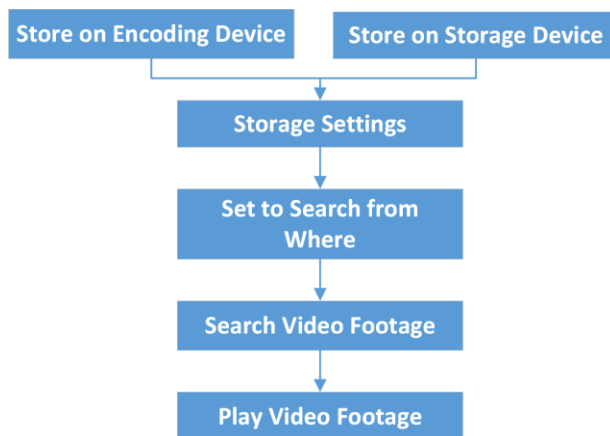 Store on Encoding Device
Store on Storage Device
Storage Settings
Set to Search from
Where
Search Video Footage
Play Video Footage